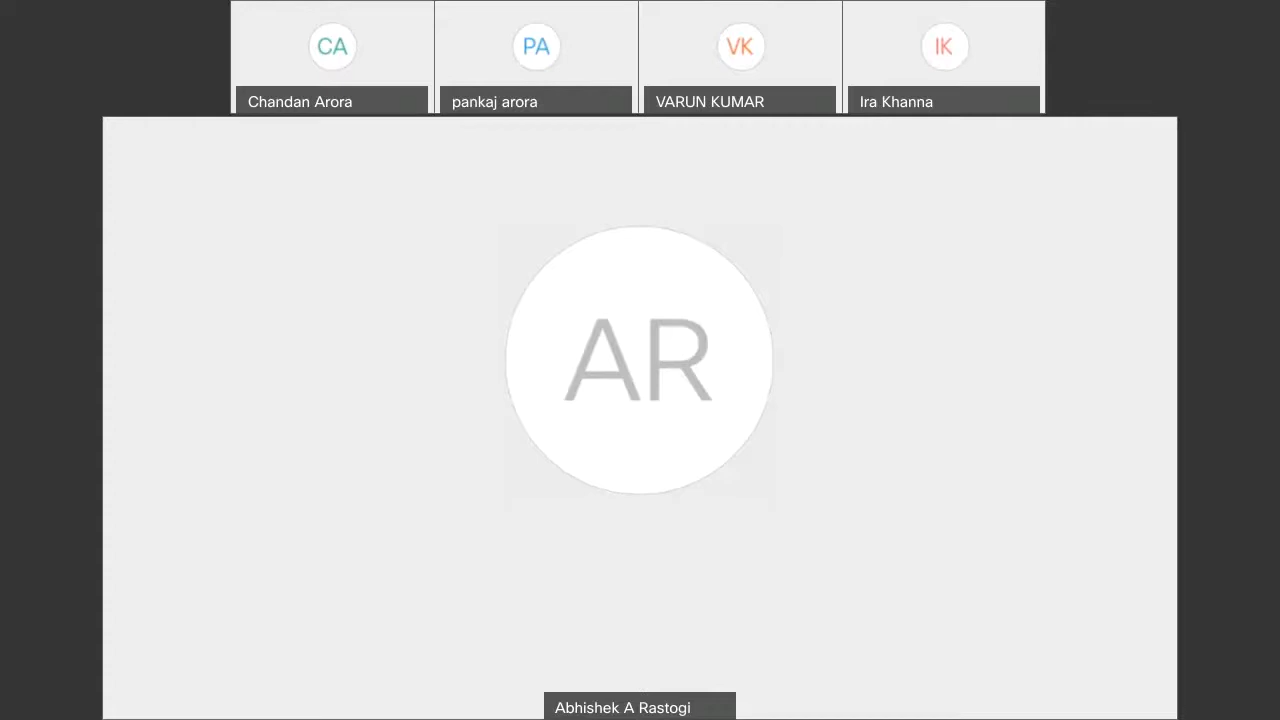 CA
PA
VK
IK
Chandan Arora
pankaj arora
VARUN KUMAR
Ira Khanna
AR
Abhishek A Rastogi